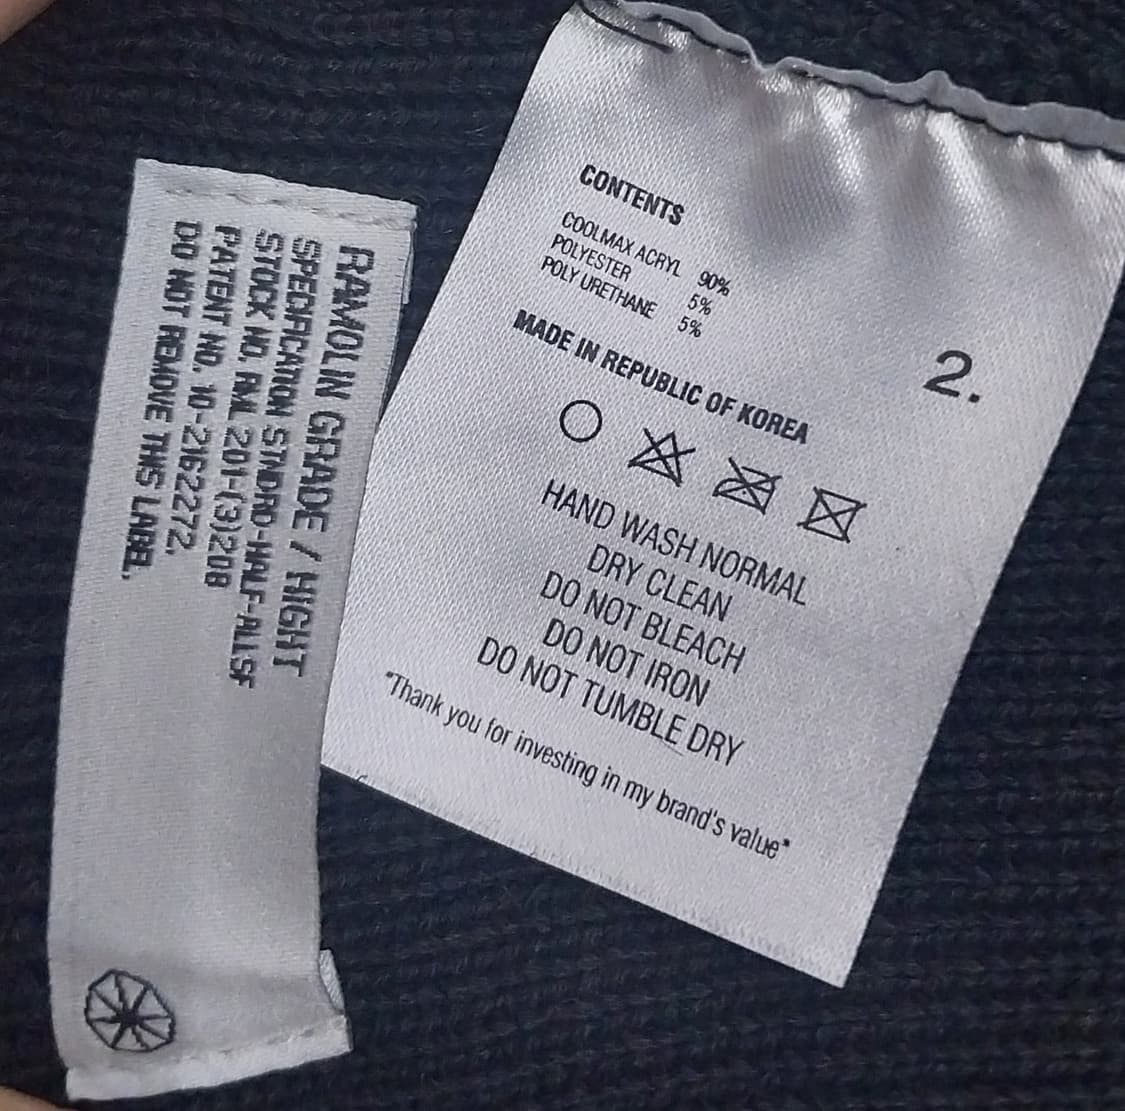 RAMOLIN GRADE / HIGHT
SPECIFICATION STNDRD-HALF-ALLSF
STOCK NO. RML 201-(3)208
PATENT NO. 10-2162272.
DO NOT REMOVE THIS LABEL.
CONTENTS
COOLMAX ACRYL 90%
POLYESTER 5%
POLY URETHANE 5%
MADE IN REPUBLIC OF KOREA
2.
HAND WASH NORMAL
DRY CLEAN
DO NOT BLEACH
DO NOT IRON
DO NOT TUMBLE DRY
"Thank you for investing in my brand's value"